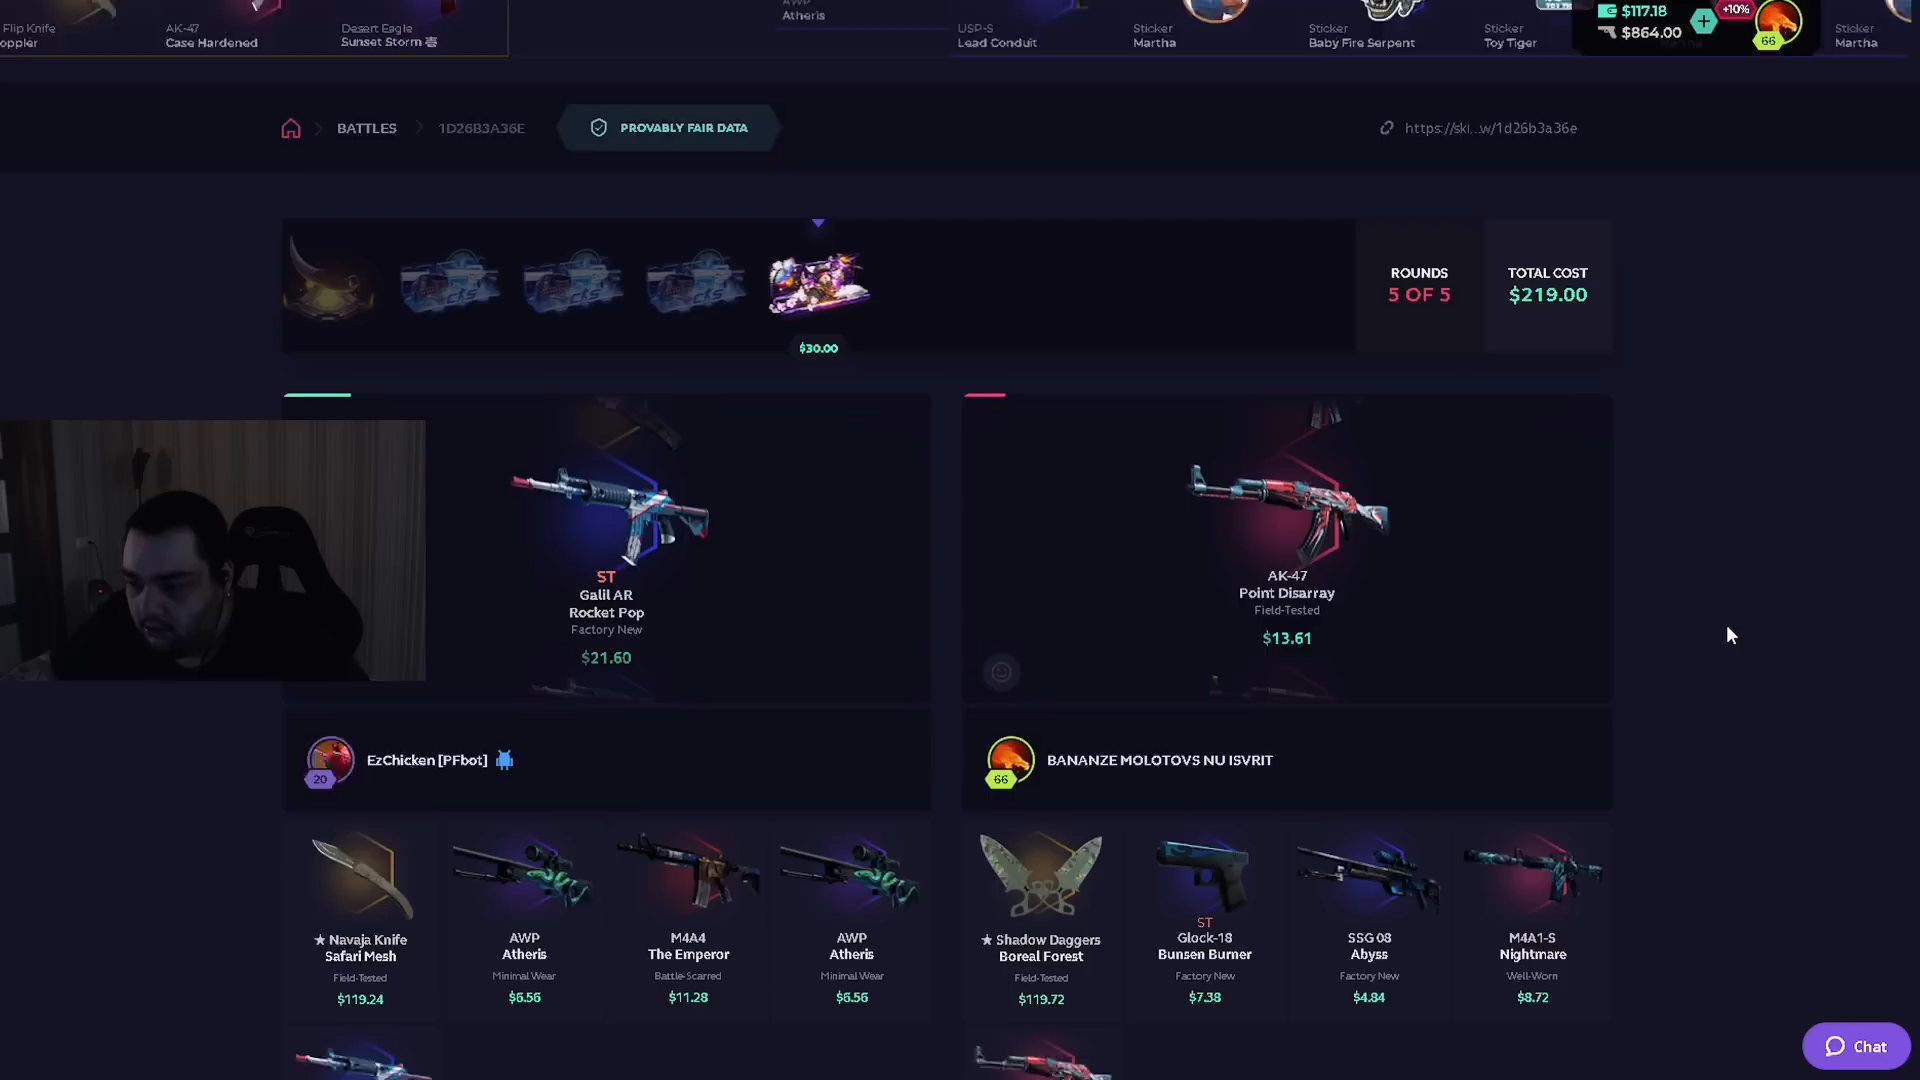 Flip Knife
oppler
AK-47
Case Hardened
Desert Eagle
Sunset Storm 壱
AWP
Atheris
USP-S
Lead Conduit
Sticker
Martha
Sticker
Baby Fire Serpent
Sticker
Toy Tiger
$117.18
$864.00
+10%
66
Sticker
Martha
BATTLES
1D26B3A36E
PROVABLY FAIR DATA
https://ski...w/1d26b3a36e
ROUNDS
5 OF 5
TOTAL COST
$219.00
$30.00
ST
Galil AR
Rocket Pop
Factory New
$21.60
AK-47
Point Disarray
Field-Tested
$13.61
20
EzChicken [PFbot]
66
BANANZE MOLOTOVS NU ISVRIT
★ Navaja Knife
Safari Mesh
Field-Tested
$119.24
AWP
Atheris
Minimal Wear
$6.56
M4A4
The Emperor
Battle-Scarred
$11.28
AWP
Atheris
Minimal Wear
$6.56
★ Shadow Daggers
Boreal Forest
Field-Tested
$119.72
ST
Glock-18
Bunsen Burner
Factory New
$7.38
SSG 08
Abyss
Factory New
$4.84
M4A1-S
Nightmare
Well-Worn
$8.72
Chat